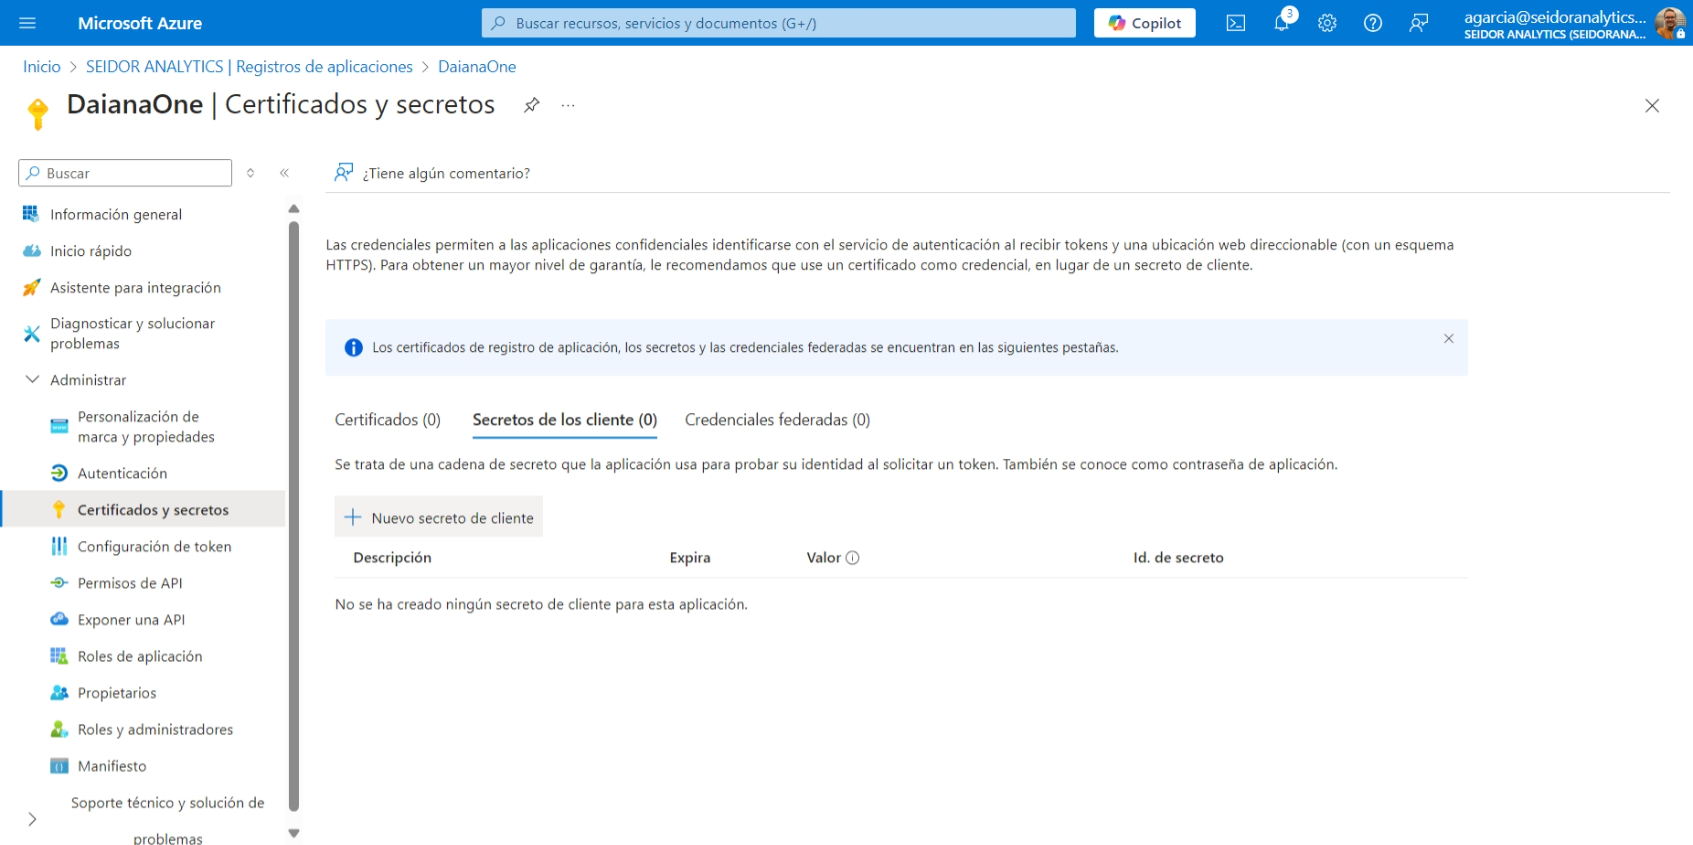 Microsoft Azure
Buscar recursos, servicios y documentos (G+/)
Copilot
3
agarcia@seidoranalytics...
SEIDOR ANALYTICS (SEIDORANA...
Inicio > SEIDOR ANALYTICS | Registros de aplicaciones > DaianaOne
DaianaOne | Certificados y secretos
...
Buscar
¿Tiene algún comentario?
Información general
Inicio rápido
Asistente para integración
Diagnosticar y solucionar
problemas
Administrar
Personalización de
marca y propiedades
Autenticación
Certificados y secretos
Configuración de token
Permisos de API
Exponer una API
Roles de aplicación
Propietarios
Roles y administradores
Manifiesto
Soporte técnico y solución de
problemas
Las credenciales permiten a las aplicaciones confidenciales identificarse con el servicio de autenticación al recibir tokens y una ubicación web direccionable (con un esquema
HTTPS). Para obtener un mayor nivel de garantía, le recomendamos que use un certificado como credencial, en lugar de un secreto de cliente.
Los certificados de registro de aplicación, los secretos y las credenciales federadas se encuentran en las siguientes pestañas.
Certificados (0) Secretos de los cliente (0) Credenciales federadas (0)
Se trata de una cadena de secreto que la aplicación usa para probar su identidad al solicitar un token. También se conoce como contraseña de aplicación.
Nuevo secreto de cliente
Descripción Expira Valor Id. de secreto
No se ha creado ningún secreto de cliente para esta aplicación.